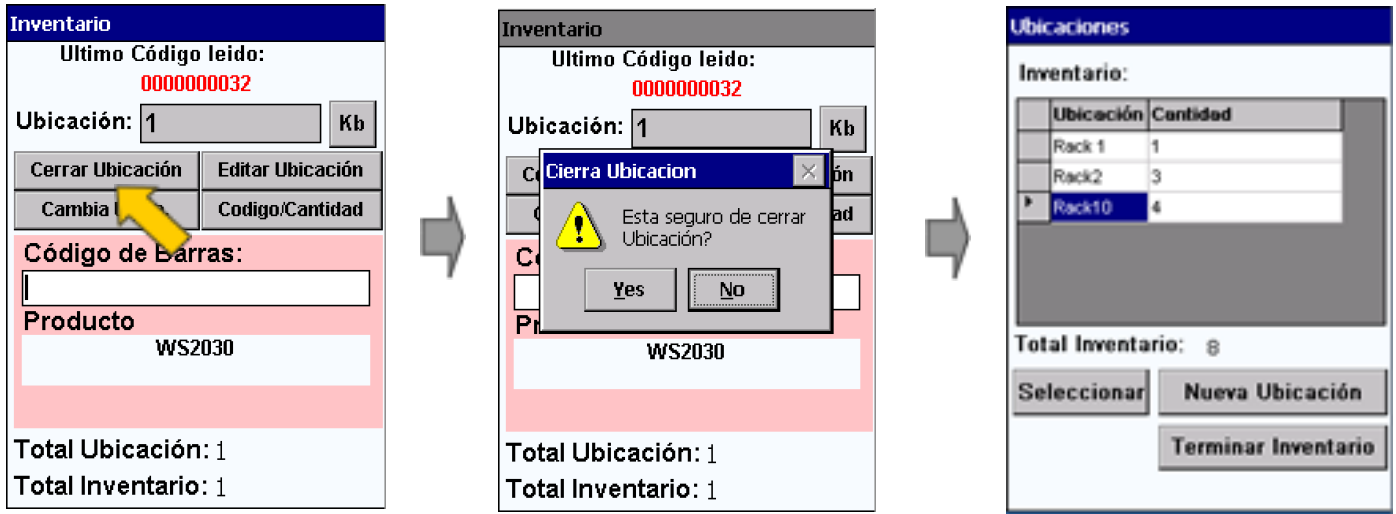 Inventario
Ultimo Código leido:
0000000032
Ubicación: 1 Kb
Cerrar Ubicación Editar Ubicación
Cambia Codigo/Cantidad
Código de Barras:
Producto
WS2030
Total Ubicación: 1
Total Inventario: 1
Inventario
Ultimo Código leido:
0000000032
Ubicación: 1 Kb
Cierra Ubicacion
Esta seguro de cerrar
Ubicación?
Yes No
WS2030
Total Ubicación: 1
Total Inventario: 1
Ubicaciones
Inventario:
Ubicación Cantidad
Rack 1 1
Rack2 3
Rack10 4
Total Inventario: 8
Seleccionar Nueva Ubicación
Terminar Inventario